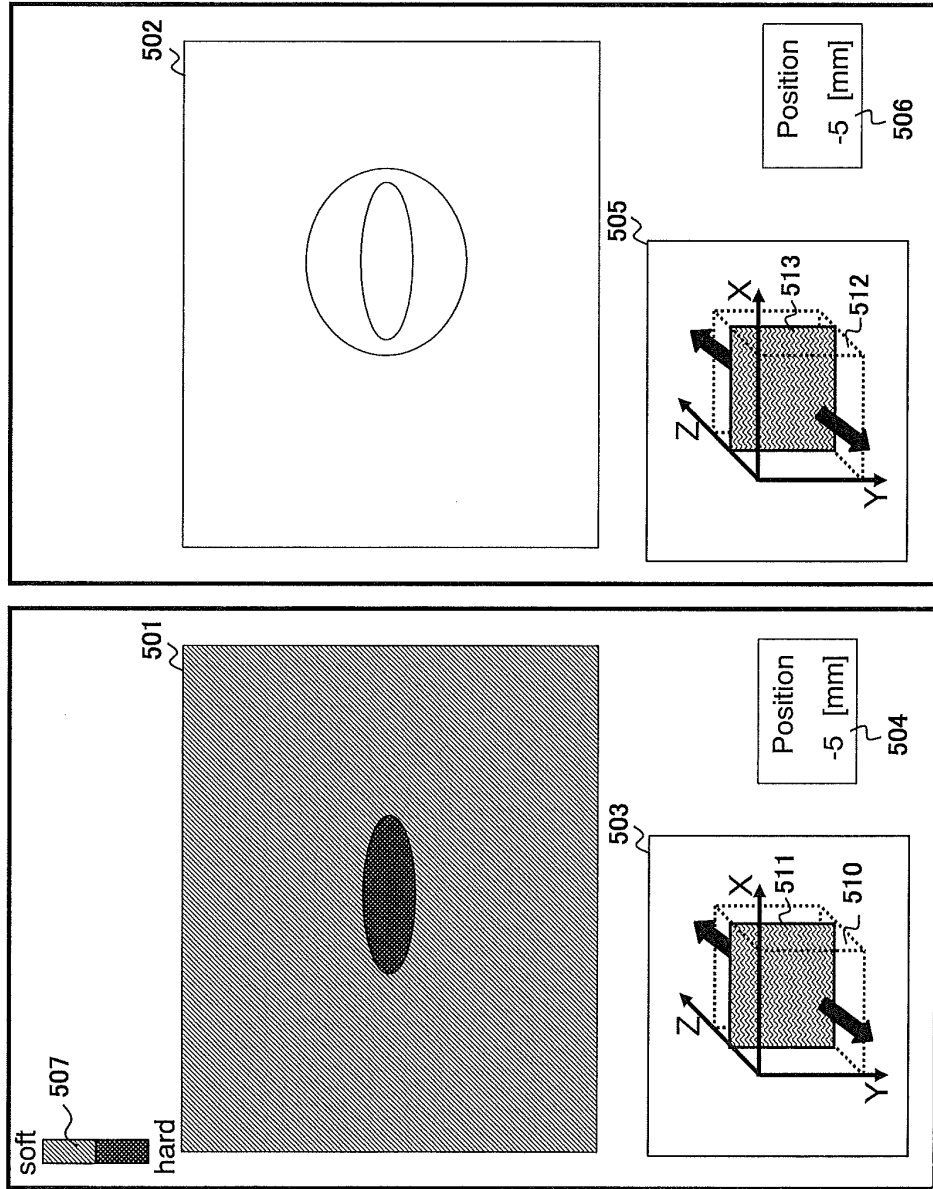 soft
hard
507
501
503
Z
X
Y
511
510
Position
-5 [mm]
504
502
505
Z
X
Y
513
512
Position
-5 [mm]
506